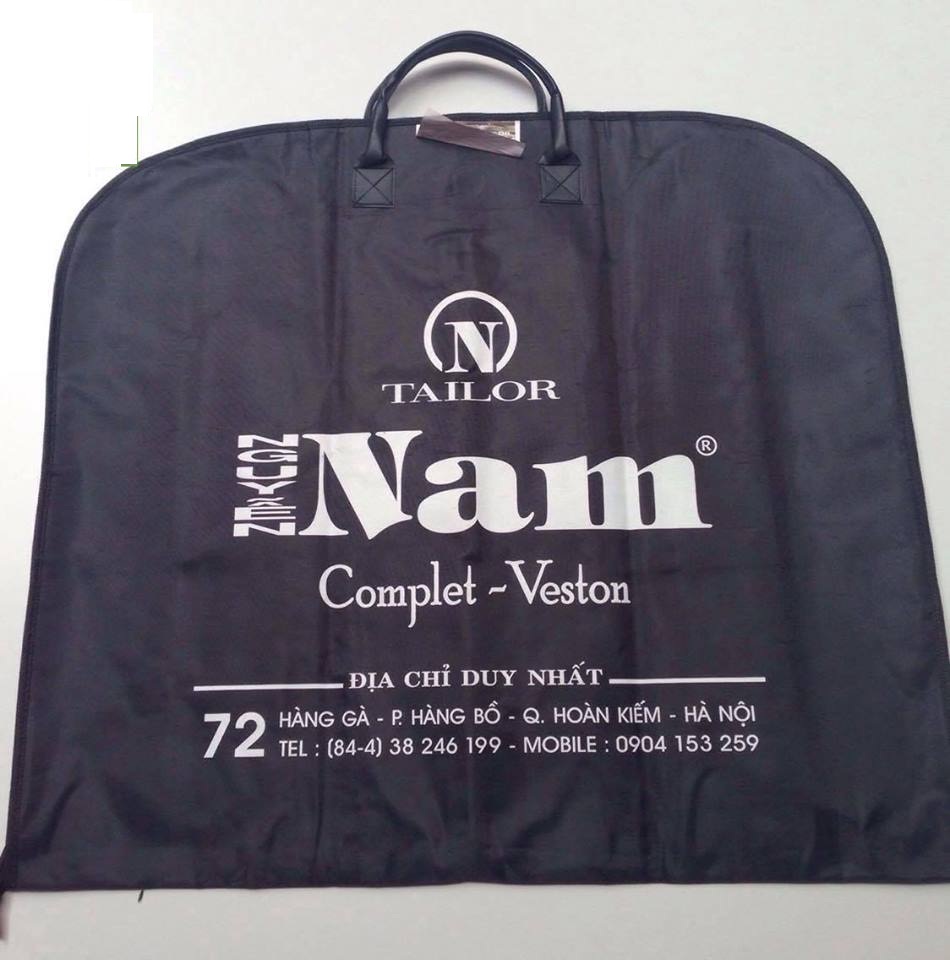 N
TAILOR
NGUYỄN Nam®
Complet - Veston
ĐỊA CHỈ DUY NHẤT
72 HÀNG GÀ - P. HÀNG BỒ - Q. HOÀN KIẾM - HÀ NỘI
TEL : (84-4) 38 246 199 - MOBILE : 0904 153 259